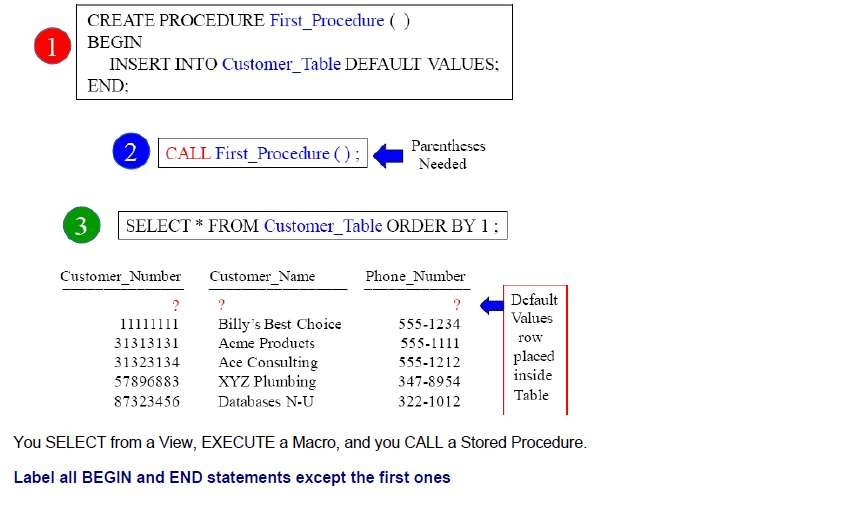 CREATE PROCEDURE First_Procedure ( )
BEGIN
INSERT INTO Customer_Table DEFAULT VALUES;
END;
1
2
CALL First_Procedure ( ) ;
Parentheses
Needed
3
SELECT * FROM Customer_Table ORDER BY 1 ;
Customer_Number Customer_Name Phone_Number
? ? ?
11111111 Billy's Best Choice 555-1234
31313131 Acme Products 555-1111
31323134 Ace Consulting 555-1212
57896883 XYZ Plumbing 347-8954
87323456 Databases N-U 322-1012
Default
Values
row
placed
inside
Table
You SELECT from a View, EXECUTE a Macro, and you CALL a Stored Procedure.
Label all BEGIN and END statements except the first ones